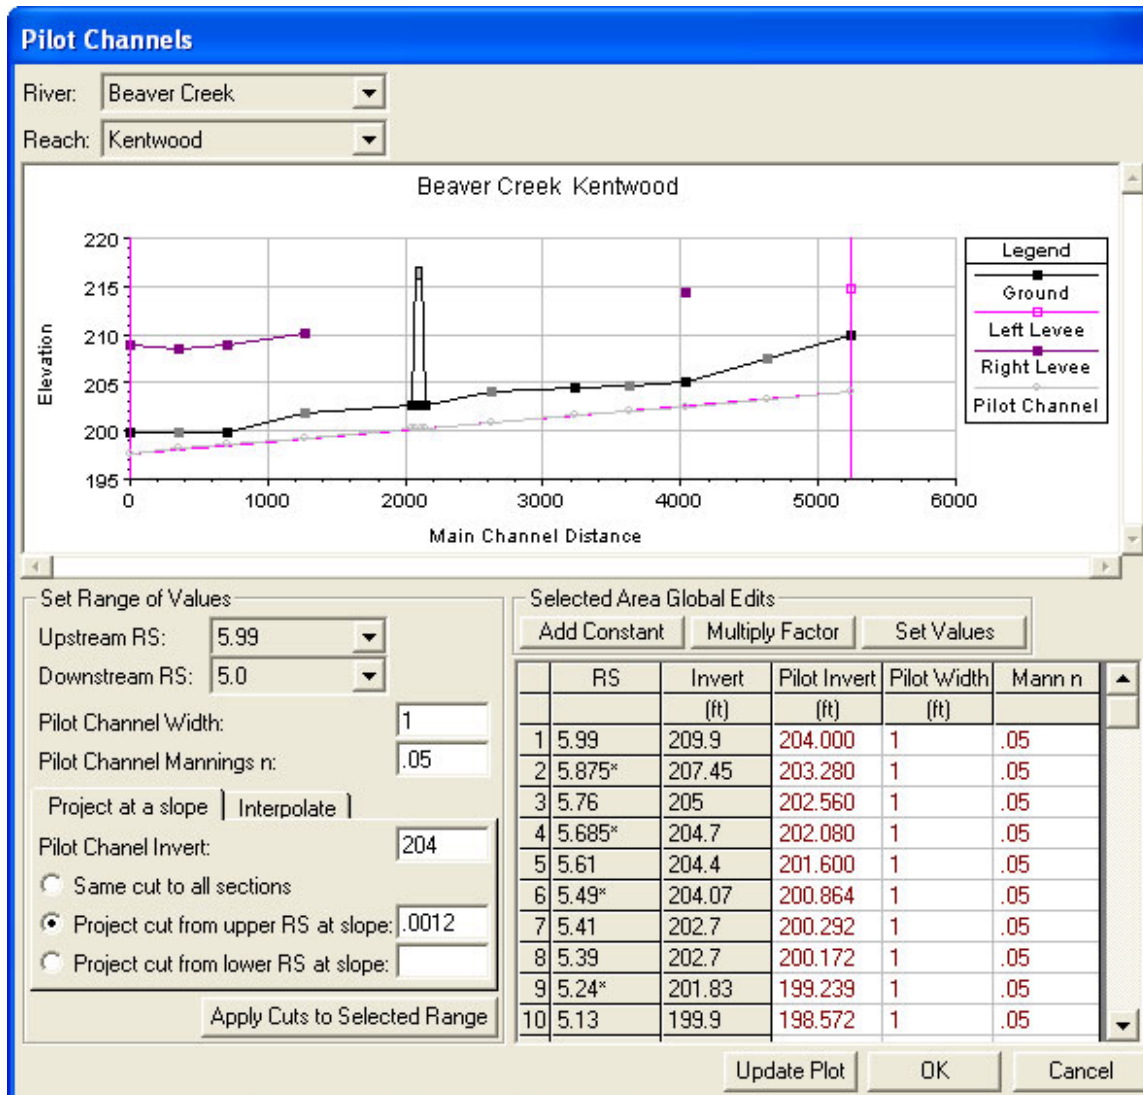 Pilot Channels
River: Beaver Creek
Reach: Kentwood
Beaver Creek Kentwood
220
215
210
205
200
195
Elevation
0 1000 2000 3000 4000 5000 6000
Main Channel Distance
Legend
Ground
Left Levee
Right Levee
Pilot Channel
Set Range of Values
Upstream RS: 5.99
Downstream RS: 5.0
Pilot Channel Width: 1
Pilot Channel Mannings n: .05
Project at a slope Interpolate
Pilot Chanel Invert: 204
Same cut to all sections
Project cut from upper RS at slope: .0012
Project cut from lower RS at slope:
Apply Cuts to Selected Range
Selected Area Global Edits
Add Constant Multiply Factor Set Values
RS Invert Pilot Invert Pilot Width Mann n
(ft) (ft) (ft)
1 5.99 209.9 204.000 1 .05
2 5.875* 207.45 203.280 1 .05
3 5.76 205 202.560 1 .05
4 5.685* 204.7 202.080 1 .05
5 5.61 204.4 201.600 1 .05
6 5.49* 204.07 200.864 1 .05
7 5.41 202.7 200.292 1 .05
8 5.39 202.7 200.172 1 .05
9 5.24* 201.83 199.239 1 .05
10 5.13 199.9 198.572 1 .05
Update Plot OK Cancel